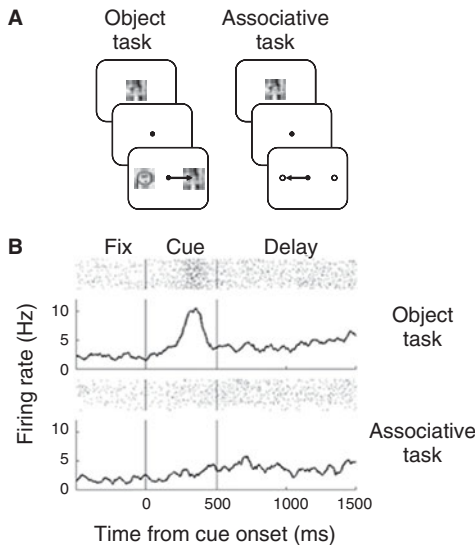 A
Object task
Associative task
B
Fix Cue Delay
Firing rate (Hz)
10
5
0
Object task
10
5
0
Associative task
0 500 1000 1500
Time from cue onset (ms)